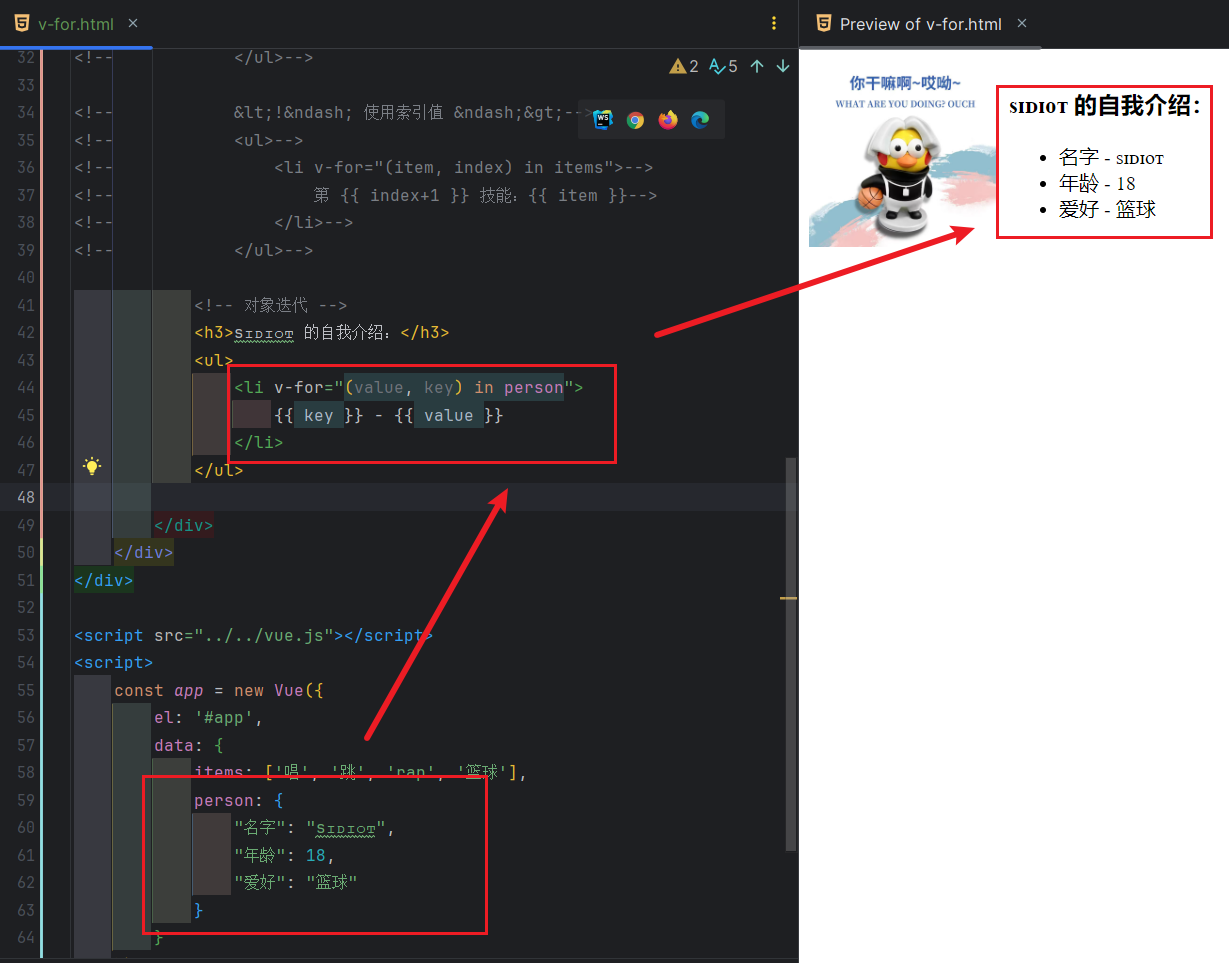 v-for.html ×
32 <!-- </ul>-->
33
34 <!-- &lt;!&ndash; 使用索引值 &ndash;&gt;-->
35 <!-- <ul>-->
36 <!-- <li v-for="(item, index) in items">-->
37 <!-- 第 {{ index+1 }} 技能: {{ item }}-->
38 <!-- </li>-->
39 <!-- </ul>-->
40
41 <!-- 对象迭代 -->
42 <h3>Sɪᴅɪᴏᴛ 的自我介绍: </h3>
43 <ul>
44 <li v-for="(value, key) in person">
45 {{ key }} - {{ value }}
46 </li>
47 </ul>
48
49 </div>
50 </div>
51 </div>
52
53 <script src="../../vue.js"></script>
54 <script>
55 const app = new Vue({
56 el: '#app',
57 data: {
58 items: ['唱', '跳', 'rap', '篮球'],
59 person: {
60 "名字": "Sɪᴅɪᴏᴛ",
61 "年龄": 18,
62 "爱好": "篮球"
63 }
64 }
2 5
WS
Preview of v-for.html ×
你干嘛啊~哎呦~
WHAT ARE YOU DOING? OUCH
Sɪᴅɪᴏᴛ 的自我介绍：
• 名字 - Sɪᴅɪᴏᴛ
• 年龄 - 18
• 爱好 - 篮球